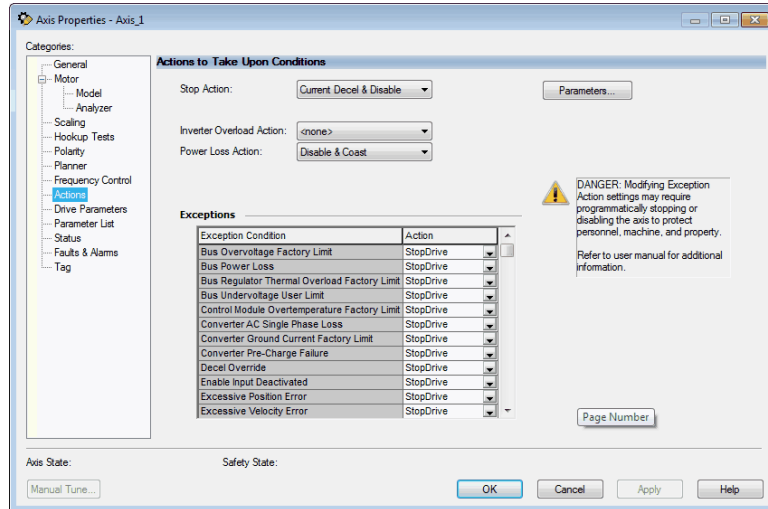 Axis Properties - Axis_1
Categories:
General
Motor
Model
Analyzer
Scaling
Hookup Tests
Polarity
Planner
Frequency Control
Actions
Drive Parameters
Parameter List
Status
Faults & Alarms
Tag
Actions to Take Upon Conditions
Stop Action: Current Decel & Disable Parameters...
Inverter Overload Action: <none>
Power Loss Action: Disable & Coast
DANGER: Modifying Exception
Action settings may require
programmatically stopping or
disabling the axis to protect
personnel, machine, and property.
Refer to user manual for additional
information.
Exceptions
Exception Condition Action
Bus Overvoltage Factory Limit StopDrive
Bus Power Loss StopDrive
Bus Regulator Thermal Overload Factory Limit StopDrive
Bus Undervoltage User Limit StopDrive
Control Module Overtemperature Factory Limit StopDrive
Converter AC Single Phase Loss StopDrive
Converter Ground Current Factory Limit StopDrive
Converter Pre-Charge Failure StopDrive
Decel Override StopDrive
Enable Input Deactivated StopDrive
Excessive Position Error StopDrive
Excessive Velocity Error StopDrive
Page Number
Axis State: Safety State:
Manual Tune... OK Cancel Apply Help